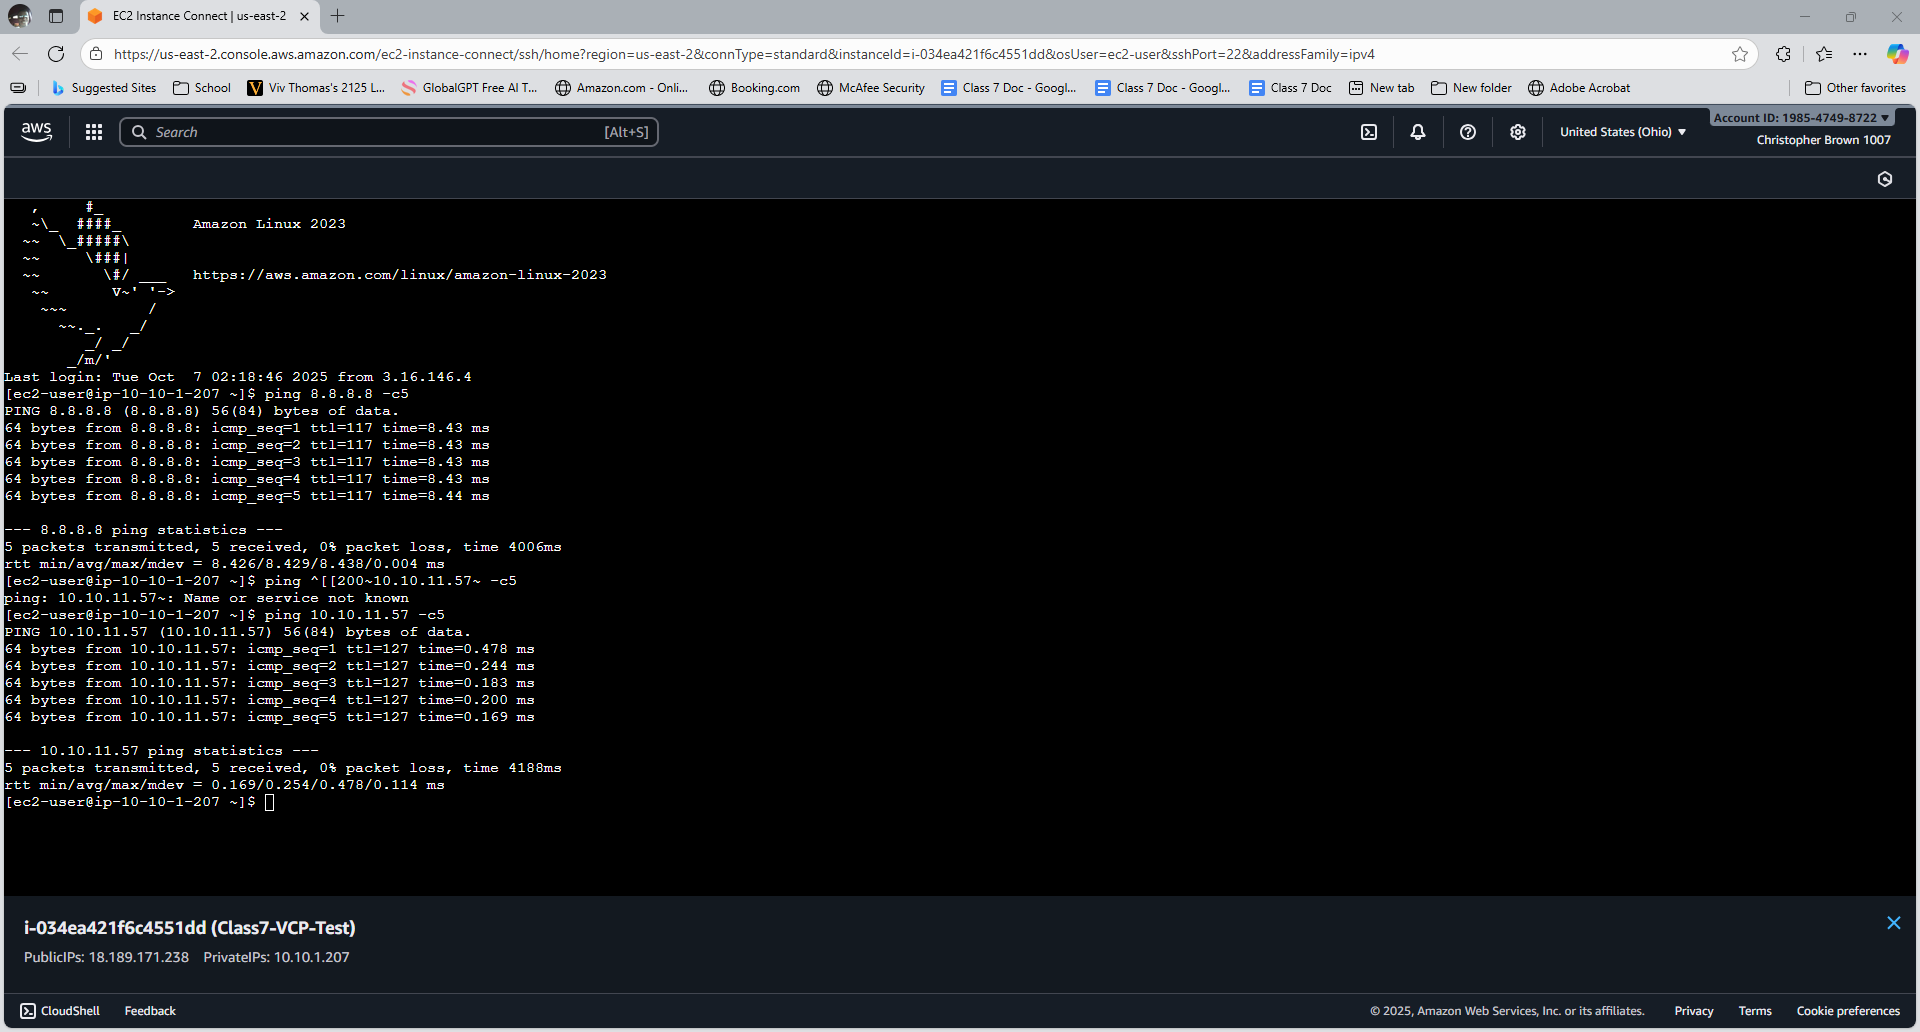 EC2 Instance Connect | us-east-2
https://us-east-2.console.aws.amazon.com/ec2-instance-connect/ssh/home?region=us-east-2&connType=standard&instanceId=i-034ea421f6c4551dd&osUser=ec2-user&sshPort=22&addressFamily=ipv4
Suggested Sites School Viv Thomas's 2125 L... GlobalGPT Free AI T... Amazon.com - Onli... Booking.com McAfee Security Class 7 Doc - Googl... Class 7 Doc - Googl... Class 7 Doc New tab New folder Adobe Acrobat Other favorites
aws Search [Alt+S] United States (Ohio) Account ID: 1985-4749-8722
Christopher Brown 1007
   ,     #_
   ~\_  ####_        Amazon Linux 2023
  ~~  \_#####\
  ~~     \###|
  ~~       \#/ ___   https://aws.amazon.com/linux/amazon-linux-2023
   ~~       V~' '->
    ~~~         /
      ~~._.   _/
         _/ _/
       _/m/'
Last login: Tue Oct  7 02:18:46 2025 from 3.16.146.4
[ec2-user@ip-10-10-1-207 ~]$ ping 8.8.8.8 -c5
PING 8.8.8.8 (8.8.8.8) 56(84) bytes of data.
64 bytes from 8.8.8.8: icmp_seq=1 ttl=117 time=8.43 ms
64 bytes from 8.8.8.8: icmp_seq=2 ttl=117 time=8.43 ms
64 bytes from 8.8.8.8: icmp_seq=3 ttl=117 time=8.43 ms
64 bytes from 8.8.8.8: icmp_seq=4 ttl=117 time=8.43 ms
64 bytes from 8.8.8.8: icmp_seq=5 ttl=117 time=8.44 ms
--- 8.8.8.8 ping statistics ---
5 packets transmitted, 5 received, 0% packet loss, time 4006ms
rtt min/avg/max/mdev = 8.426/8.429/8.438/0.004 ms
[ec2-user@ip-10-10-1-207 ~]$ ping ^[[200~10.10.11.57~ -c5
ping: 10.10.11.57~: Name or service not known
[ec2-user@ip-10-10-1-207 ~]$ ping 10.10.11.57 -c5
PING 10.10.11.57 (10.10.11.57) 56(84) bytes of data.
64 bytes from 10.10.11.57: icmp_seq=1 ttl=127 time=0.478 ms
64 bytes from 10.10.11.57: icmp_seq=2 ttl=127 time=0.244 ms
64 bytes from 10.10.11.57: icmp_seq=3 ttl=127 time=0.183 ms
64 bytes from 10.10.11.57: icmp_seq=4 ttl=127 time=0.200 ms
64 bytes from 10.10.11.57: icmp_seq=5 ttl=127 time=0.169 ms
--- 10.10.11.57 ping statistics ---
5 packets transmitted, 5 received, 0% packet loss, time 4188ms
rtt min/avg/max/mdev = 0.169/0.254/0.478/0.114 ms
[ec2-user@ip-10-10-1-207 ~]$
i-034ea421f6c4551dd (Class7-VCP-Test)
PublicIPs: 18.189.171.238 PrivateIPs: 10.10.1.207
CloudShell Feedback © 2025, Amazon Web Services, Inc. or its affiliates. Privacy Terms Cookie preferences